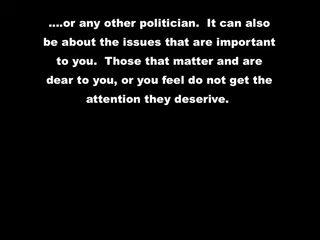 ....or any other politician.  It can also
be about the issues that are important
to you.  Those that matter and are
dear to you, or you feel do not get the
attention they deserive.